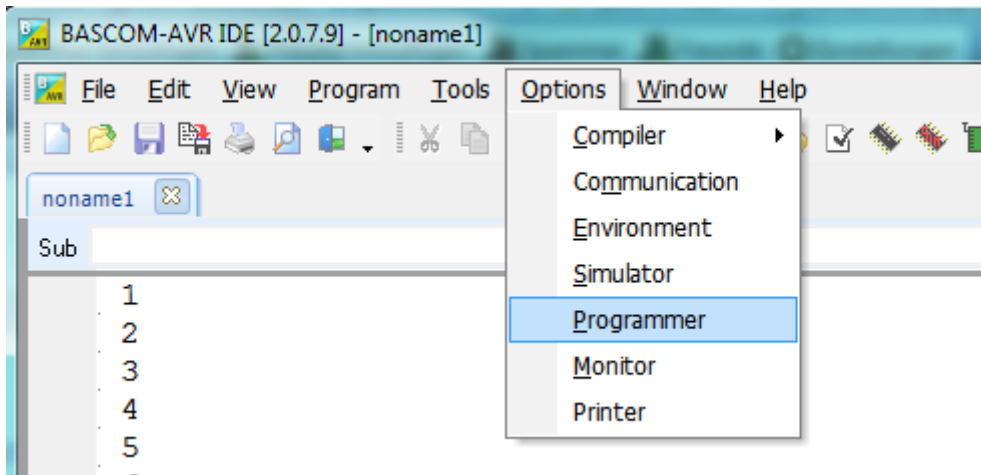 BASCOM-AVR IDE [2.0.7.9] - [noname1]
File Edit View Program Tools Options Window Help
Compiler
noname1
Communication
Sub
Environment
Simulator
1
Programmer
2
3
Monitor
4
Printer
5